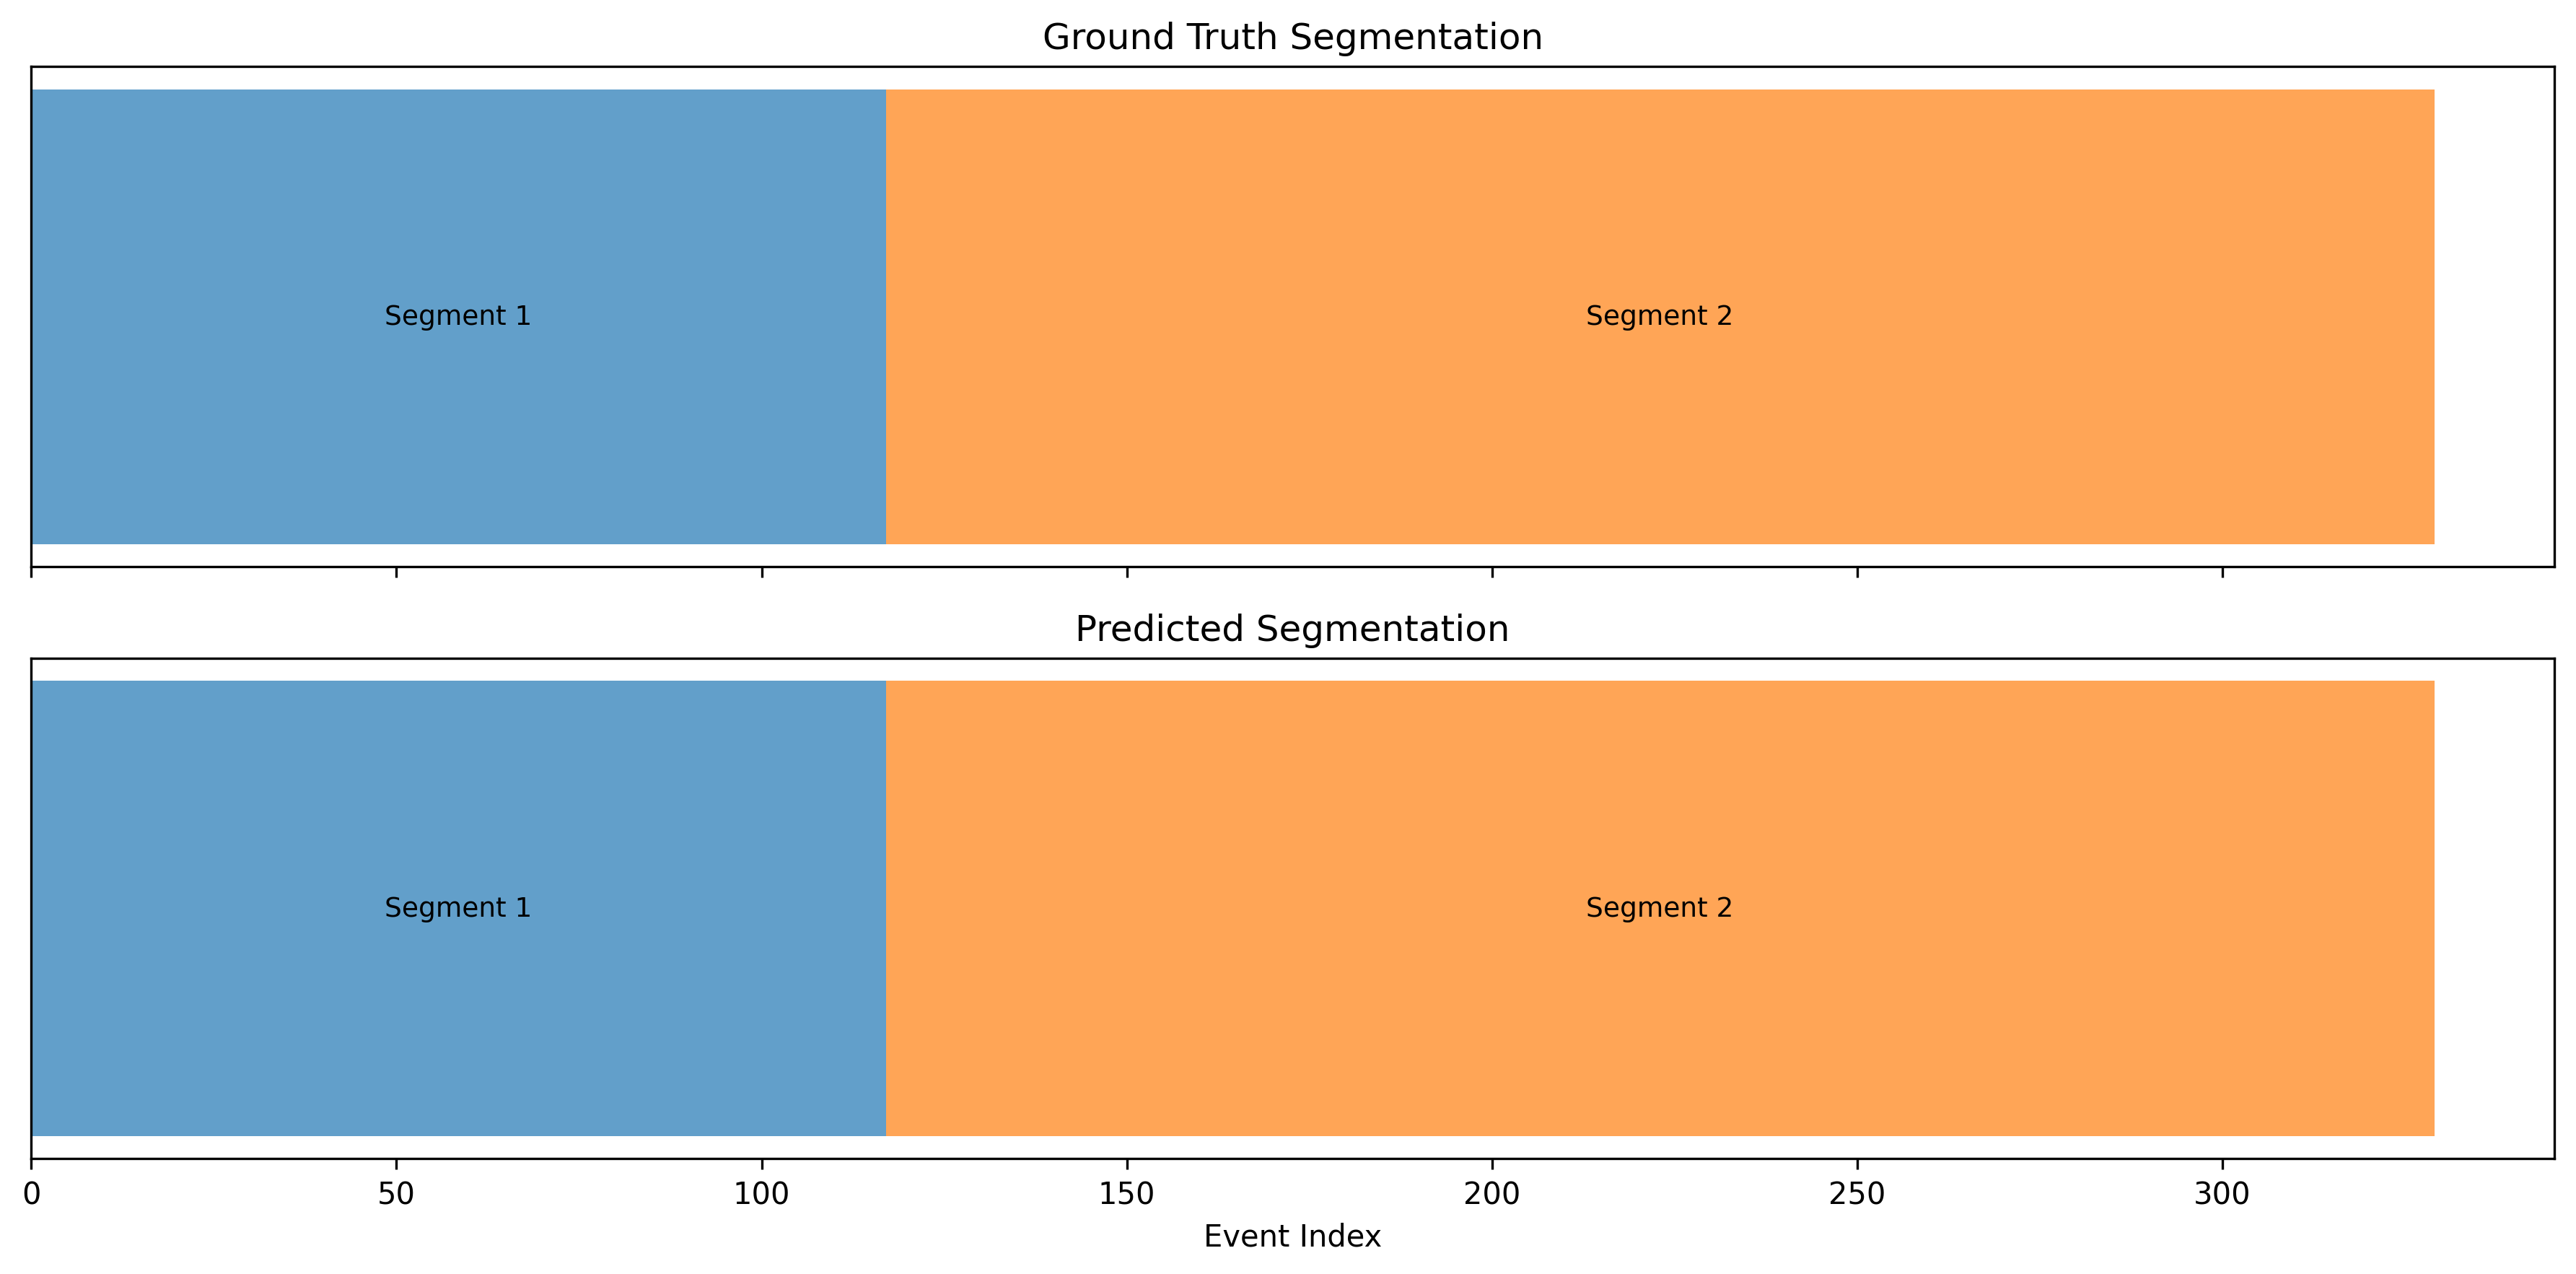 Ground Truth Segmentation
Segment 1 Segment 2
Predicted Segmentation
Segment 1 Segment 2
0 50 100 150 200 250 300
Event Index